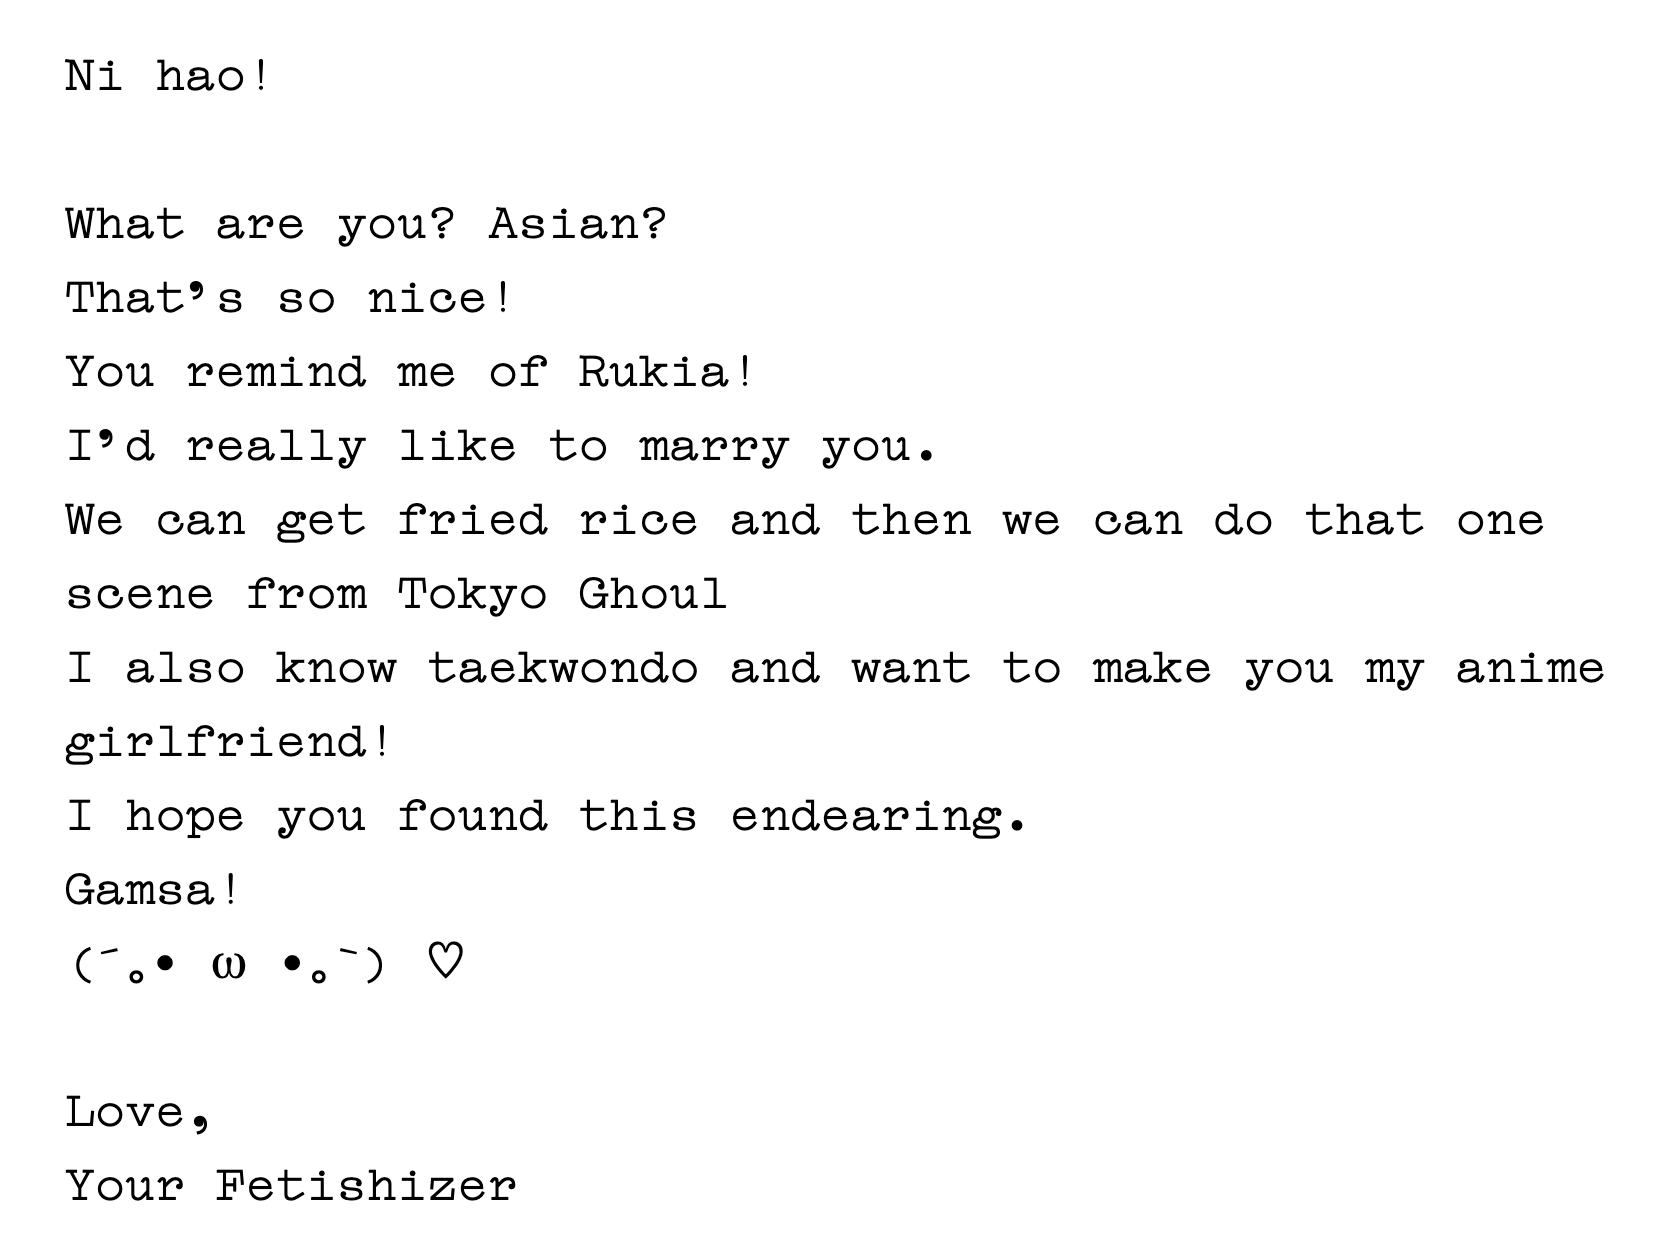 Ni hao!
What are you? Asian?
That’s so nice!
You remind me of Rukia!
I’d really like to marry you.
We can get fried rice and then we can do that one
scene from Tokyo Ghoul
I also know taekwondo and want to make you my anime
girlfriend!
I hope you found this endearing.
Gamsa!
(´｡• ω •｡`) ♡
Love,
Your Fetishizer